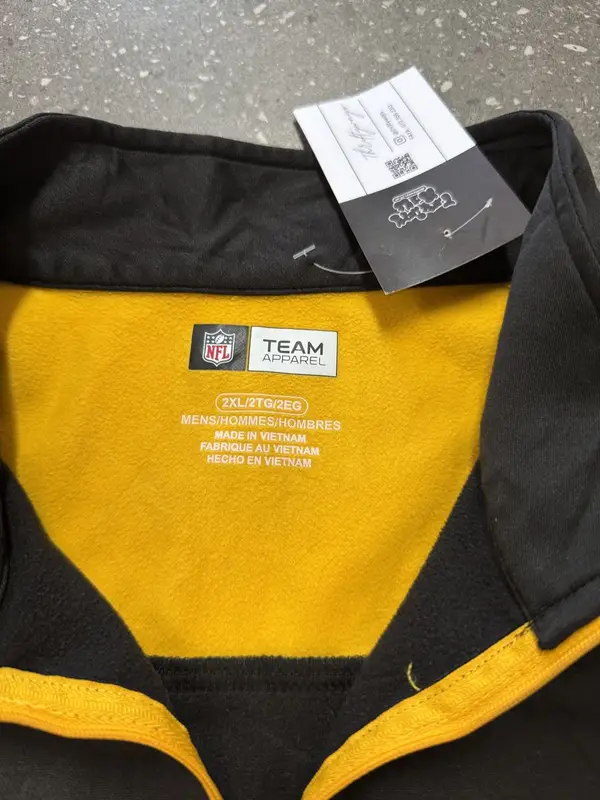 NFL
TEAM
APPAREL
2XL/2TG/2EG
MENS/HOMMES/HOMBRES
MADE IN VIETNAM
FABRIQUE AU VIETNAM
HECHO EN VIETNAM